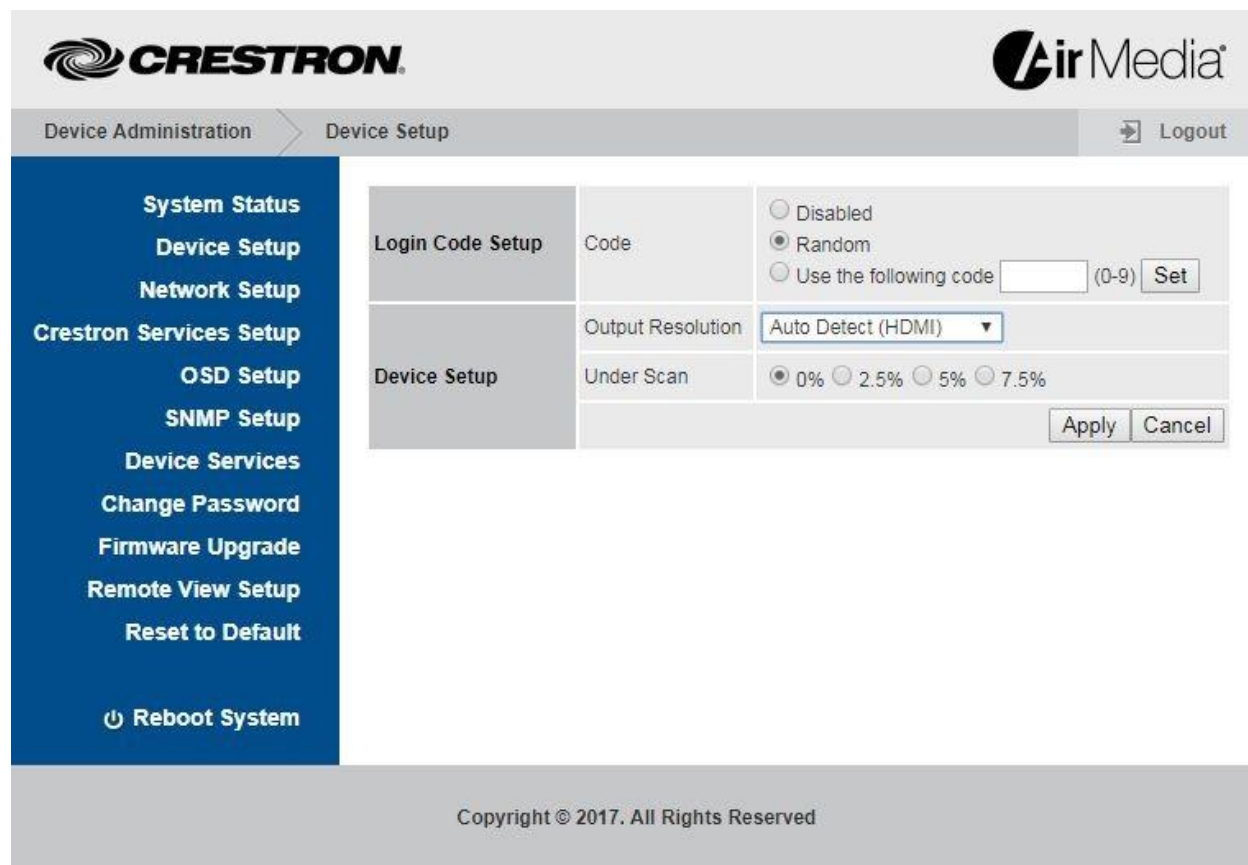 CRESTRON.
AirMedia®
Device Administration
Device Setup
Logout
System Status
Device Setup
Network Setup
Crestron Services Setup
OSD Setup
SNMP Setup
Device Services
Change Password
Firmware Upgrade
Remote View Setup
Reset to Default
Reboot System
Login Code Setup
Code
Disabled
Random
Use the following code (0-9) Set
Device Setup
Output Resolution
Auto Detect (HDMI)
Under Scan
0% 2.5% 5% 7.5%
Apply Cancel
Copyright © 2017. All Rights Reserved